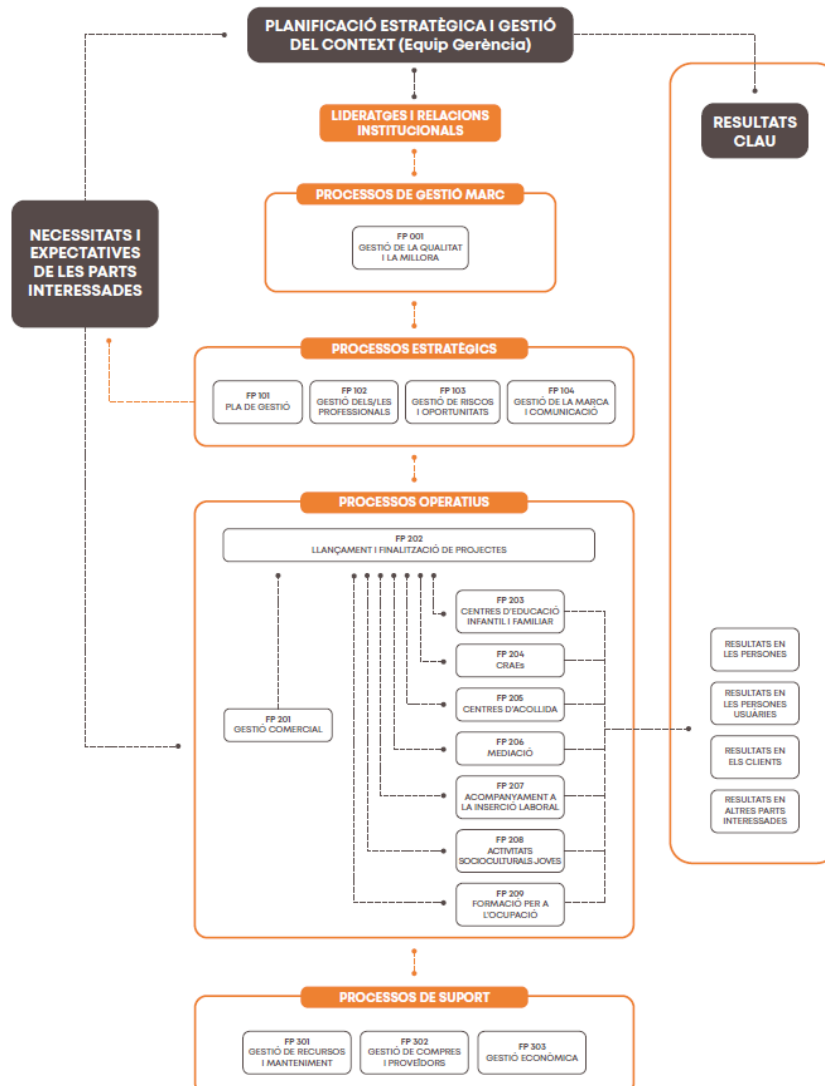 PLANIFICACIÓ ESTRATÈGICA I GESTIÓ
DEL CONTEXT (Equip Gerència)
LIDERATGES I RELACIONS
INSTITUCIONALS
RESULTATS
CLAU
PROCESSOS DE GESTIÓ MARC
FP 001
GESTIÓ DE LA QUALITAT
I LA MILLORA
NECESSITATS I
EXPECTATIVES
DE LES PARTS
INTERESSADES
PROCESSOS ESTRATÈGICS
FP 101
PLA DE GESTIÓ
FP 102
GESTIÓ DELS/LES
PROFESSIONALS
FP 103
GESTIÓ DE RISCOS
I OPORTUNITATS
FP 104
GESTIÓ DE LA MARCA
I COMUNICACIÓ
PROCESSOS OPERATIUS
FP 202
LLANÇAMENT I FINALITZACIÓ DE PROJECTES
FP 201
GESTIÓ COMERCIAL
FP 203
CENTRES D'EDUCACIÓ
INFANTIL I FAMILIAR
FP 204
CRAEs
FP 205
CENTRES D'ACOLLIDA
FP 206
MEDIACIÓ
FP 207
ACOMPANYAMENT A
LA INSERCIÓ LABORAL
FP 208
ACTIVITATS
SOCIOCULTURALS JOVES
FP 209
FORMACIÓ PER A
L'OCUPACIÓ
RESULTATS EN
LES PERSONES
RESULTATS EN
LES PERSONES
USUÀRIES
RESULTATS EN
ELS CLIENTS
RESULTATS EN
ALTRES PARTS
INTERESSADES
PROCESSOS DE SUPORT
FP 301
GESTIÓ DE RECURSOS
I MANTENIMENT
FP 302
GESTIÓ DE COMPRES
I PROVEÏDORS
FP 303
GESTIÓ ECONÒMICA